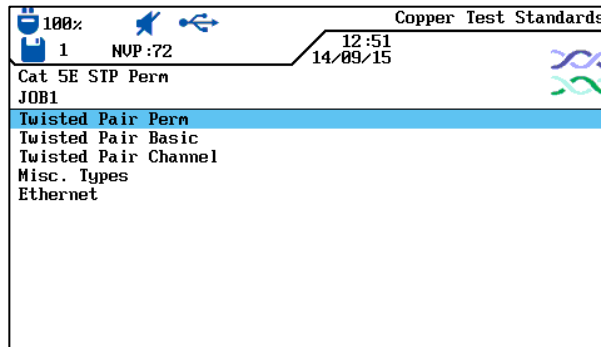 100% Copper Test Standards
1 NVP:72 12:51
14/09/15
Cat 5E STP Perm
JOB1
Twisted Pair Perm
Twisted Pair Basic
Twisted Pair Channel
Misc. Types
Ethernet